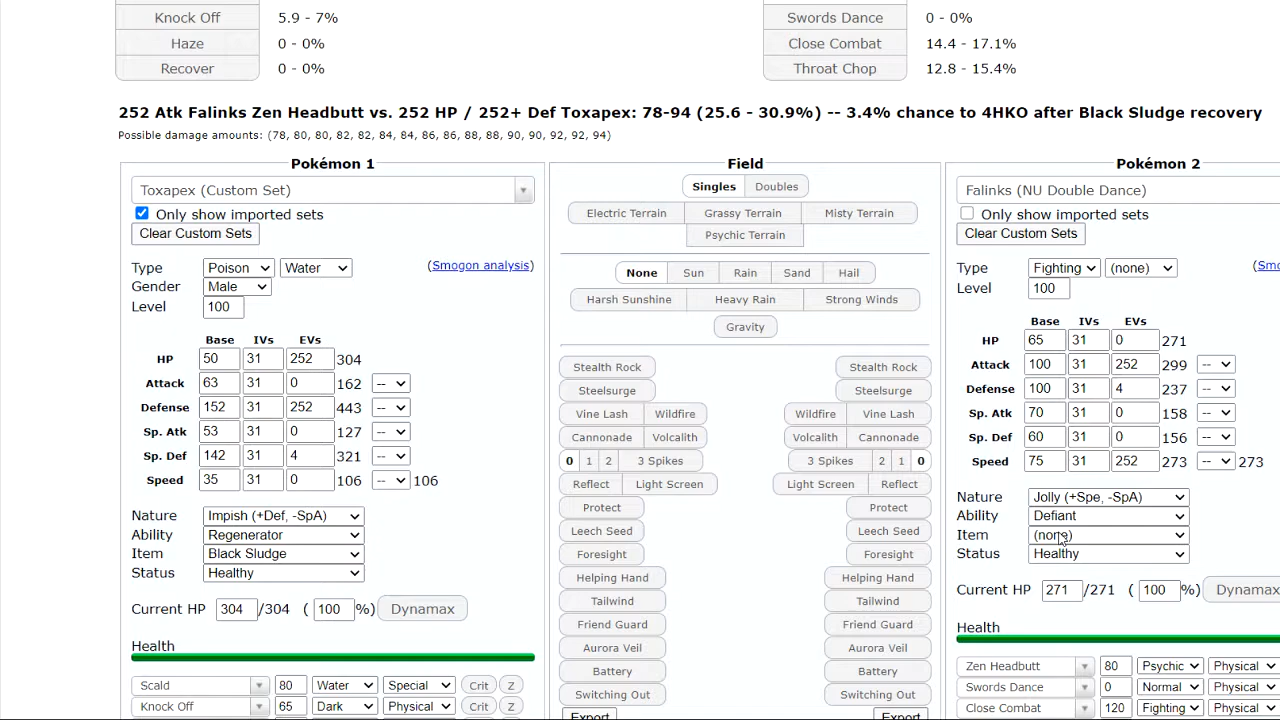 Knock Off 5.9 - 7% Swords Dance 0 - 0%
Haze 0 - 0% Close Combat 14.4 - 17.1%
Recover 0 - 0% Throat Chop 12.8 - 15.4%
252 Atk Falinks Zen Headbutt vs. 252 HP / 252+ Def Toxapex: 78-94 (25.6 - 30.9%) -- 3.4% chance to 4HKO after Black Sludge recovery
Possible damage amounts: (78, 80, 80, 82, 82, 84, 84, 86, 86, 88, 88, 90, 90, 92, 92, 94)
Pokémon 1
Toxapex (Custom Set)
Only show imported sets
Clear Custom Sets
Type Poison Water (Smogon analysis)
Gender Male
Level 100
Base IVs EVs
HP 50 31 252 304
Attack 63 31 0 162 --
Defense 152 31 252 443 --
Sp. Atk 53 31 0 127 --
Sp. Def 142 31 4 321 --
Speed 35 31 0 106 -- 106
Nature Impish (+Def, -SpA)
Ability Regenerator
Item Black Sludge
Status Healthy
Current HP 304 /304 ( 100 %) Dynamax
Health
Scald 80 Water Special Crit Z
Knock Off 65 Dark Physical Crit Z
Field
Singles Doubles
Electric Terrain Grassy Terrain Misty Terrain
Psychic Terrain
None Sun Rain Sand Hail
Harsh Sunshine Heavy Rain Strong Winds
Gravity
Stealth Rock Stealth Rock
Steelsurge Steelsurge
Vine Lash Wildfire Wildfire Vine Lash
Cannonade Volcalith Volcalith Cannonade
0 1 2 3 Spikes 3 Spikes 2 1 0
Reflect Light Screen Light Screen Reflect
Protect Protect
Leech Seed Leech Seed
Foresight Foresight
Helping Hand Helping Hand
Tailwind Tailwind
Friend Guard Friend Guard
Aurora Veil Aurora Veil
Battery Battery
Switching Out Switching Out
Export Export
Pokémon 2
Falinks (NU Double Dance)
Only show imported sets
Clear Custom Sets
Type Fighting (none) (Smo
Level 100
Base IVs EVs
HP 65 31 0 271
Attack 100 31 252 299 --
Defense 100 31 4 237 --
Sp. Atk 70 31 0 158 --
Sp. Def 60 31 0 156 --
Speed 75 31 252 273 -- 273
Nature Jolly (+Spe, -SpA)
Ability Defiant
Item (none)
Status Healthy
Current HP 271 /271 ( 100 %) Dynamax
Health
Zen Headbutt 80 Psychic Physical
Swords Dance 0 Normal Physical
Close Combat 120 Fighting Physical